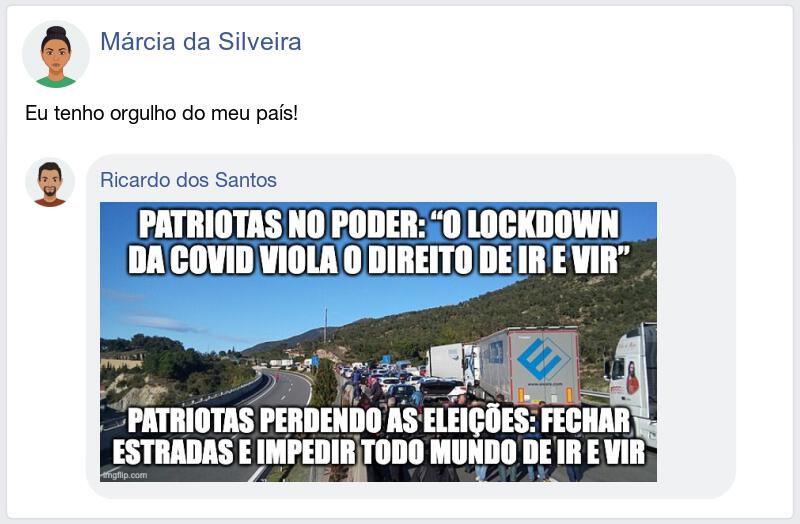 Márcia da Silveira
Eu tenho orgulho do meu país!
Ricardo dos Santos
PATRIOTAS NO PODER: “O LOCKDOWN
DA COVID VIOLA O DIREITO DE IR E VIR”
PATRIOTAS PERDENDO AS ELEIÇÕES: FECHAR
ESTRADAS E IMPEDIR TODO MUNDO DE IR E VIR
imgflip.com